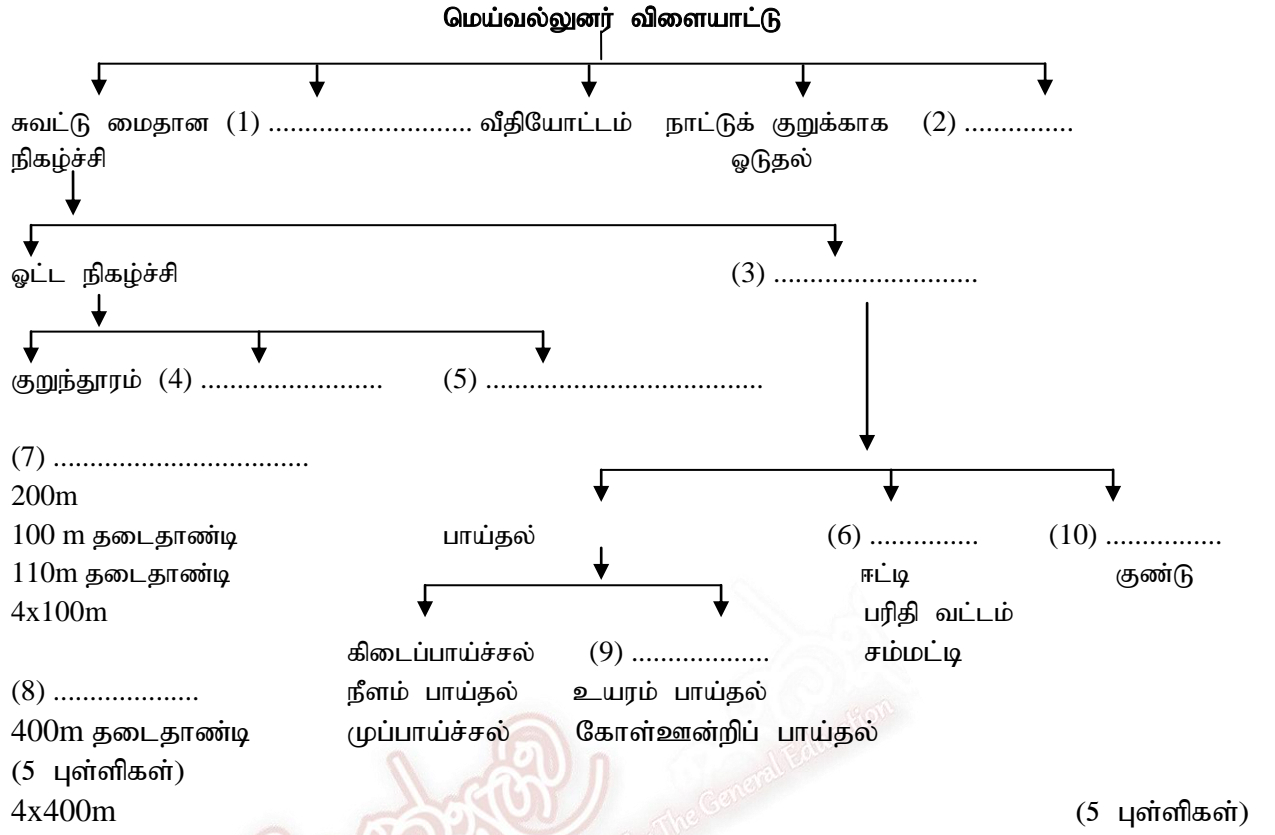 மெய்வல்லுனர் விளையாட்டு
சுவட்டு மைதான (1) ............................ வீதியோட்டம் நாட்டுக் குறுக்காக (2) ...............
நிகழ்ச்சி ஓடுதல்
ஓட்ட நிகழ்ச்சி (3) ............................
குறுந்தூரம் (4) ......................... (5) ......................................
(7) ...................................
200m
100 m தடைதாண்டி பாய்தல் (6) ............... (10) ................
110m தடைதாண்டி ஈட்டி குண்டு
4x100m பரிதி வட்டம்
கிடைப்பாய்ச்சல் (9) ................... சம்மட்டி
(8) .................... நீளம் பாய்தல் உயரம் பாய்தல்
400m தடைதாண்டி முப்பாய்ச்சல் கோள்ஊன்றிப் பாய்தல்
(5 புள்ளிகள்)
4x400m (5 புள்ளிகள்)